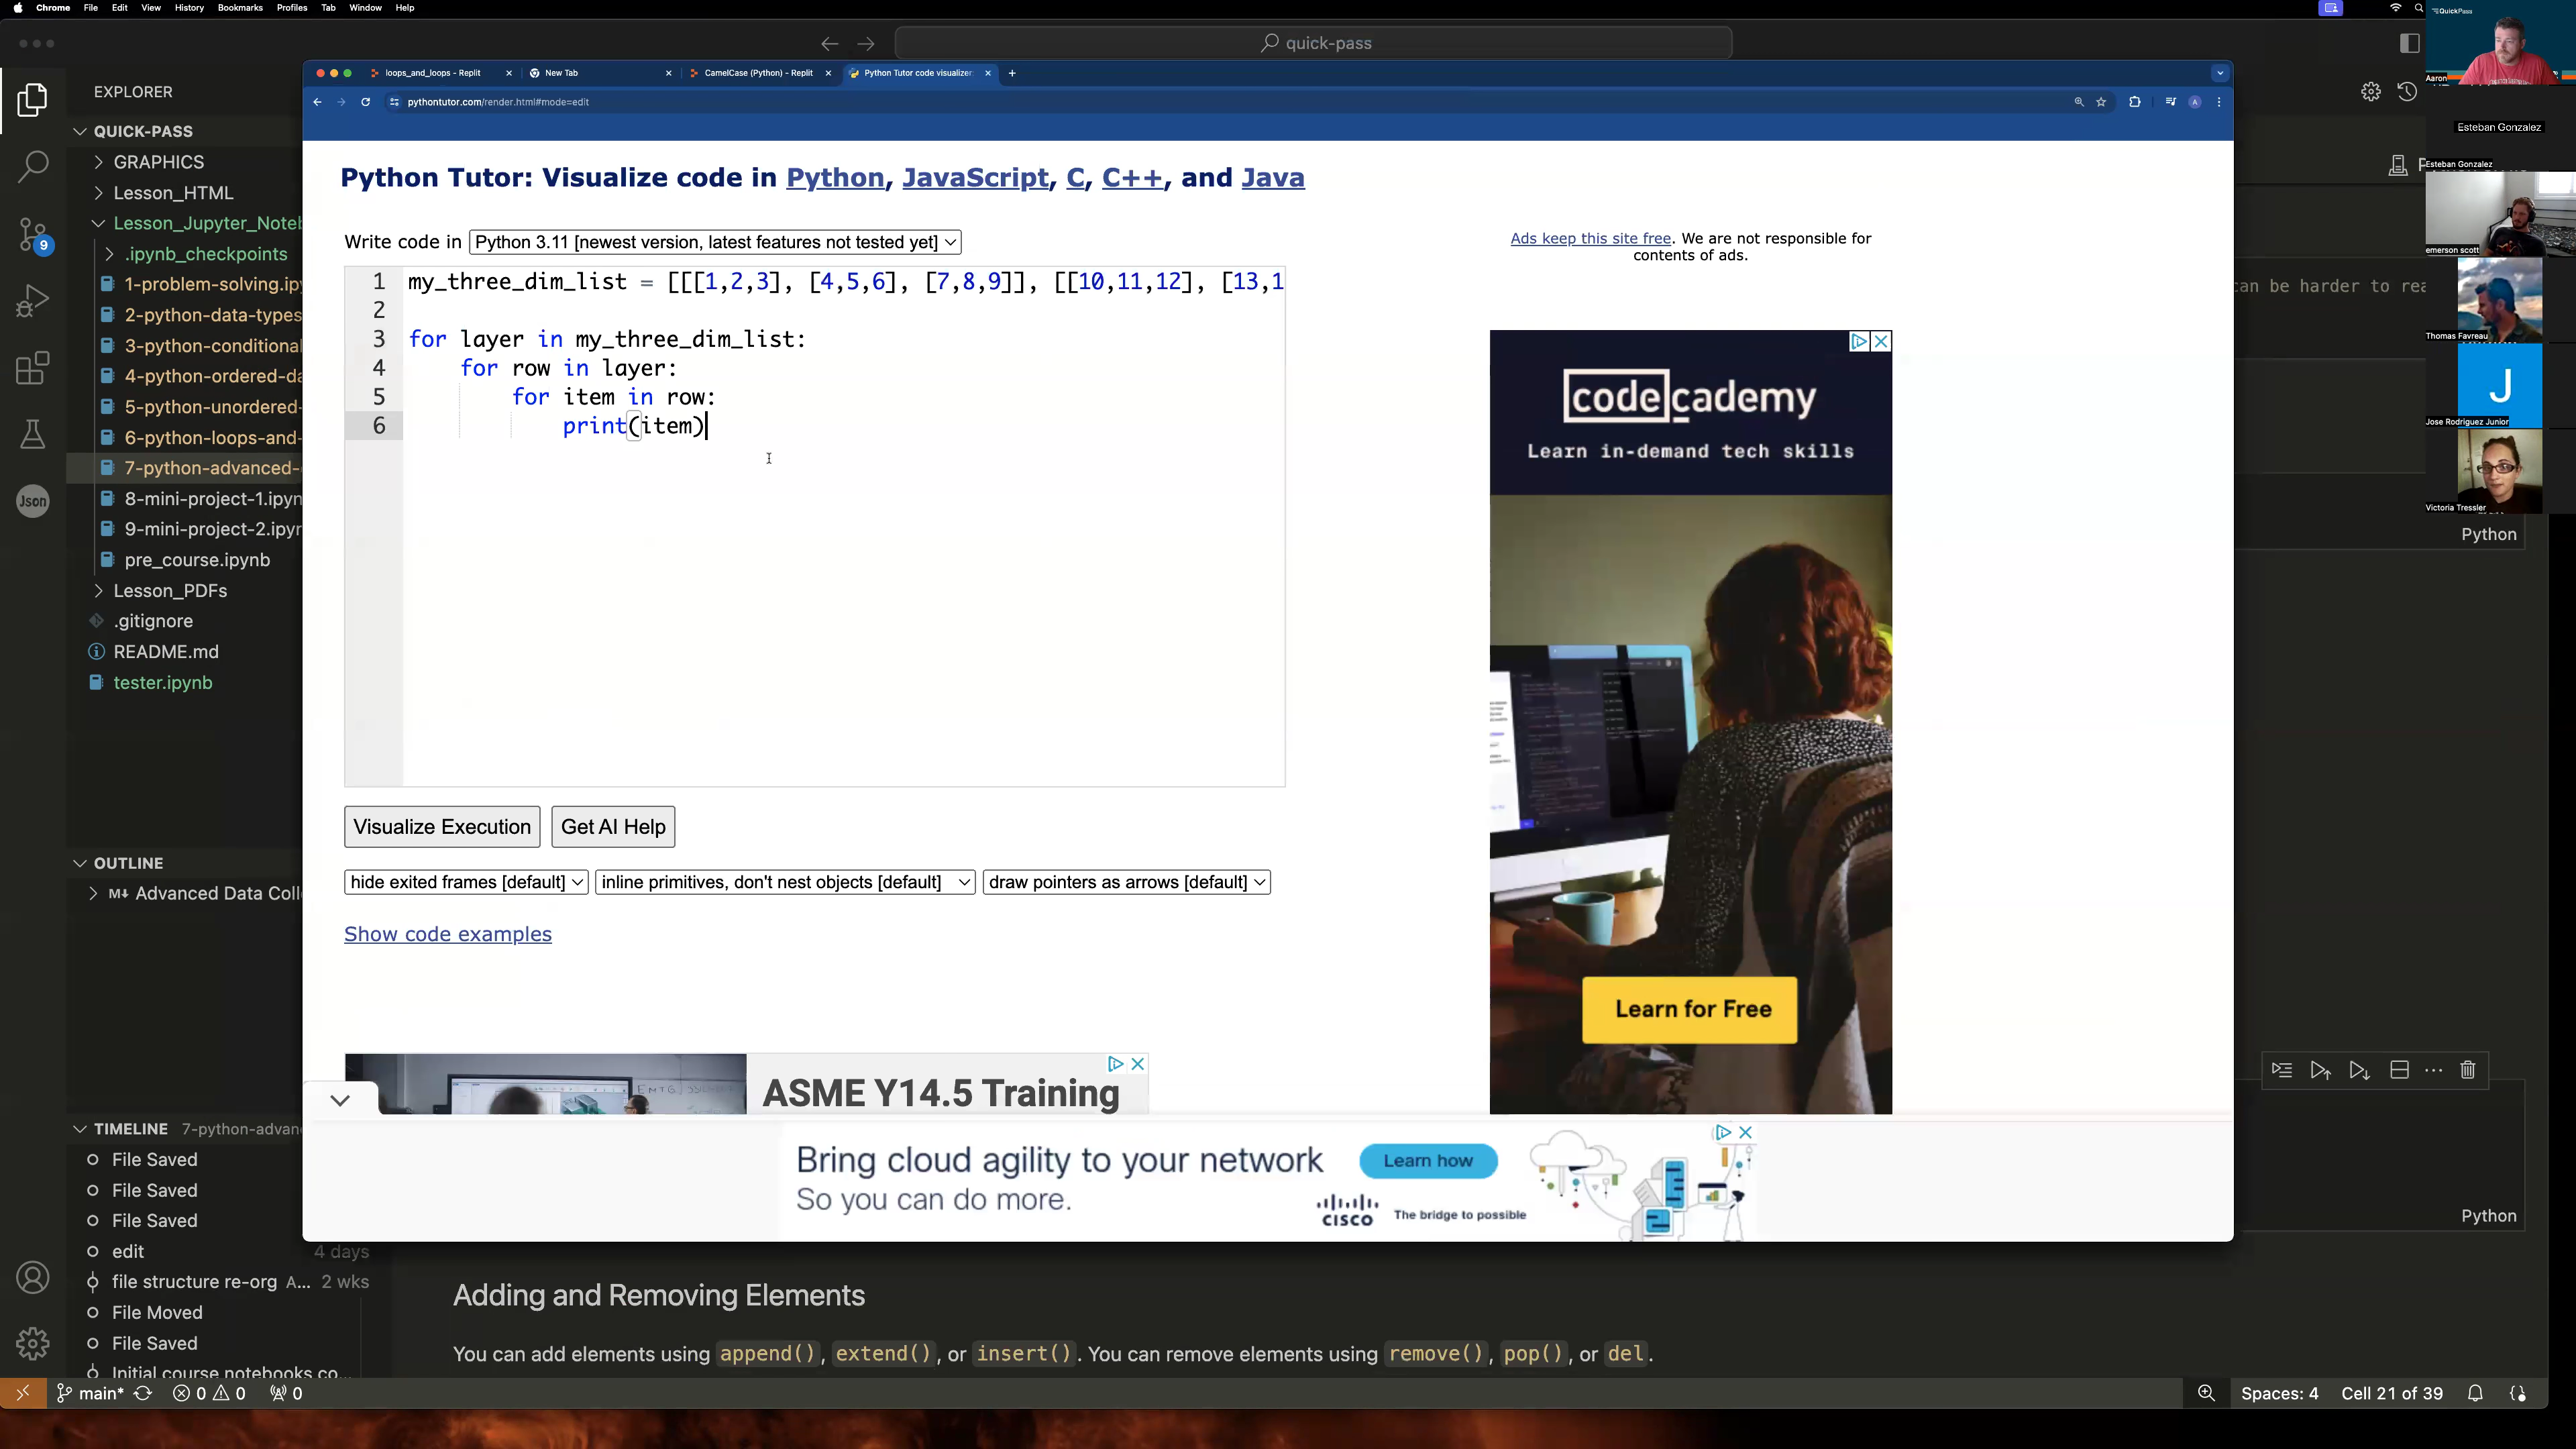 Chrome File Edit View History Bookmarks Profiles Tab Window Help
quick-pass
QuickPass
Aaron
Esteban Gonzalez
Esteban Gonzalez
emerson scott
Thomas Favreau
J
Jose Rodriguez Junior
Victoria Tressler
EXPLORER
QUICK-PASS
GRAPHICS
Lesson_HTML
Lesson_Jupyter_Noteb
.ipynb_checkpoints
1-problem-solving.ipy
2-python-data-types
3-python-conditional
4-python-ordered-da
5-python-unordered-
6-python-loops-and-
7-python-advanced-
8-mini-project-1.ipyn
9-mini-project-2.ipyn
pre_course.ipynb
Lesson_PDFs
.gitignore
README.md
tester.ipynb
9
Json
OUTLINE
Advanced Data Coll
TIMELINE 7-python-advan
File Saved
File Saved
File Saved
edit 4 days
file structure re-org A... 2 wks
File Moved
File Saved
Initial course notebooks co...
loops_and_loops - Replit
New Tab
CamelCase (Python) - Replit
Python Tutor code visualizer
pythontutor.com/render.html#mode=edit
A
Python Tutor: Visualize code in Python, JavaScript, C, C++, and Java
Write code in Python 3.11 [newest version, latest features not tested yet]
1 my_three_dim_list = [[[1,2,3], [4,5,6], [7,8,9]], [[10,11,12], [13,1
2
3 for layer in my_three_dim_list:
4 for row in layer:
5 for item in row:
6 print(item)
Visualize Execution Get AI Help
hide exited frames [default] inline primitives, don't nest objects [default] draw pointers as arrows [default]
Show code examples
Ads keep this site free. We are not responsible for
contents of ads.
codecademy
Learn in-demand tech skills
Learn for Free
ASME Y14.5 Training
Bring cloud agility to your network
So you can do more.
Learn how
CISCO The bridge to possible
can be harder to rea
Python
Python
Adding and Removing Elements
You can add elements using append(), extend(), or insert(). You can remove elements using remove(), pop(), or del.
main* 0 0 0
Spaces: 4 Cell 21 of 39